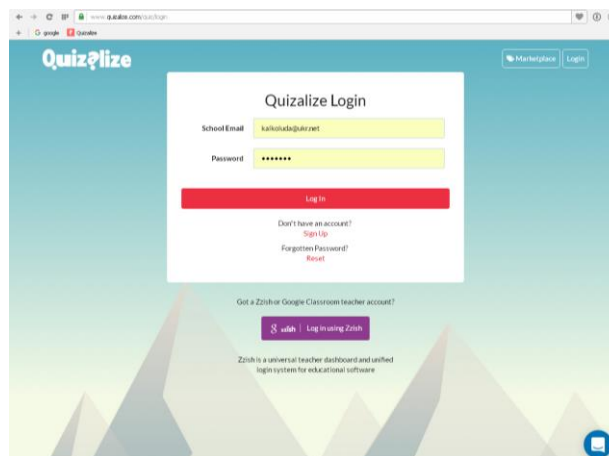 www.quizalize.com/quiz/login
G google Quizalize
Quizalize
Marketplace
Login
Quizalize Login
School Email
kalkoluda@ukr.net
Password
Log In
Don't have an account?
Sign Up
Forgotten Password?
Reset
Got a Zzish or Google Classroom teacher account?
zzish | Log in using Zzish
Zzish is a universal teacher dashboard and unified
login system for educational software